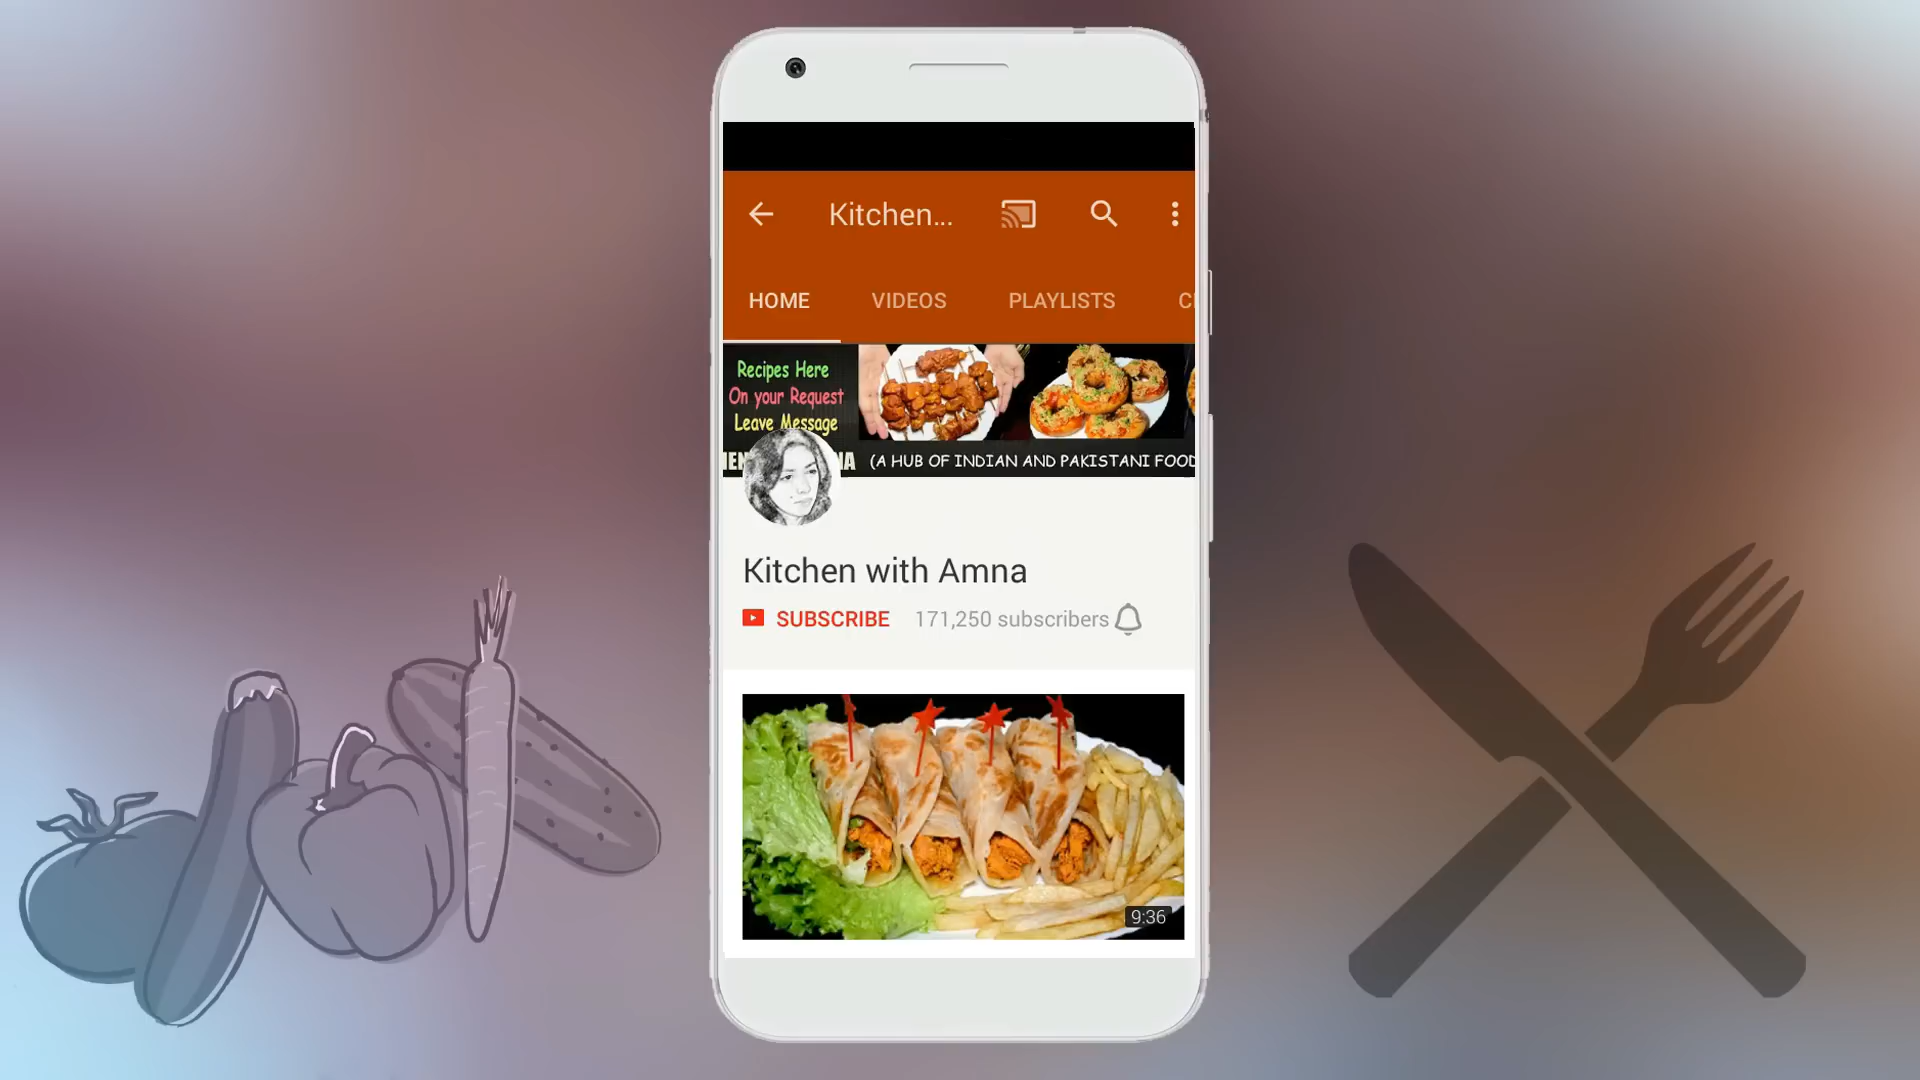 Kitchen...
HOME VIDEOS PLAYLISTS
Recipes Here
On your Request
Leave Message
(A HUB OF INDIAN AND PAKISTANI FOOD
Kitchen with Amna
SUBSCRIBE 171,250 subscribers
9:36